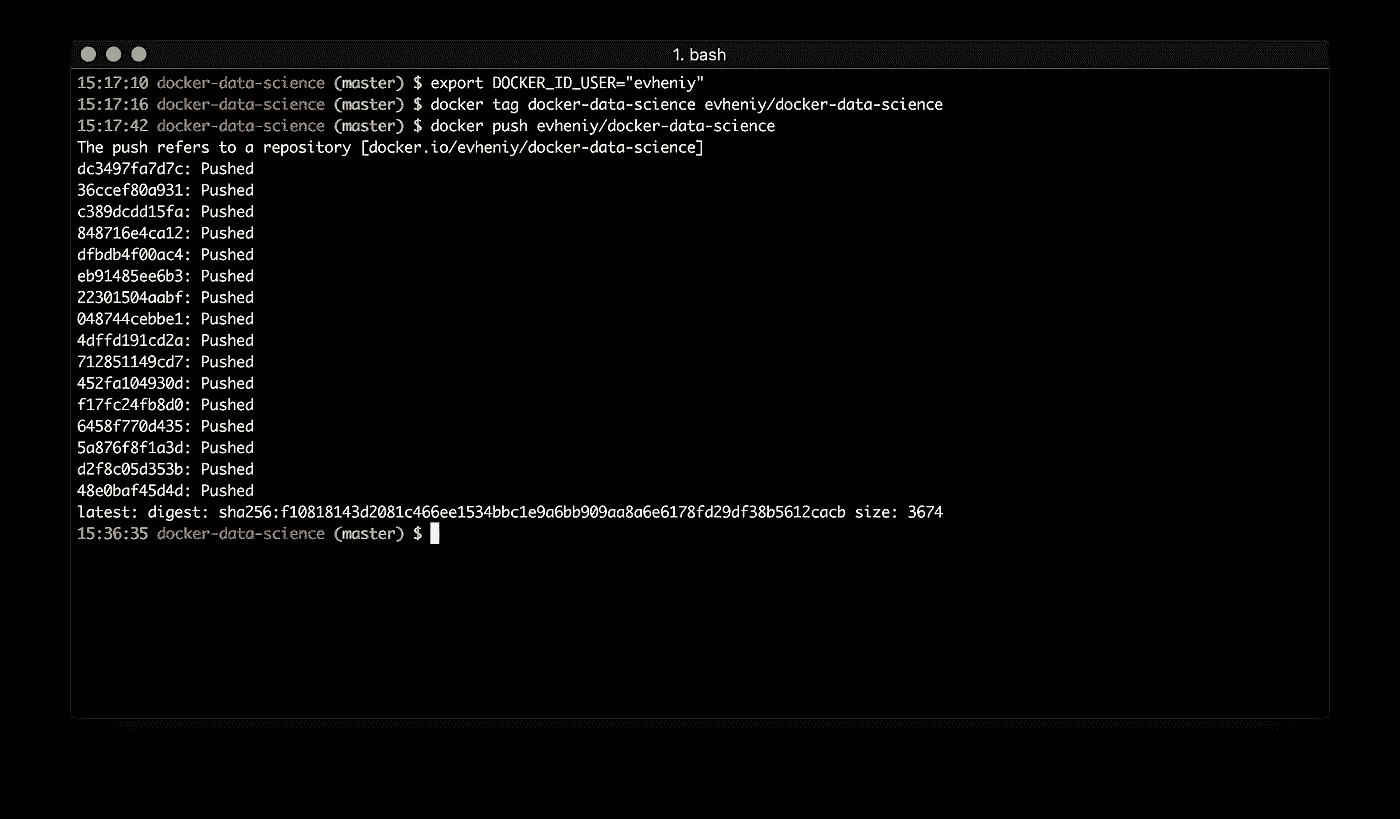 1. bash
15:17:10 docker-data-science (master) $ export DOCKER_ID_USER="evheniy"
15:17:16 docker-data-science (master) $ docker tag docker-data-science evheniy/docker-data-science
15:17:42 docker-data-science (master) $ docker push evheniy/docker-data-science
The push refers to a repository [docker.io/evheniy/docker-data-science]
dc3497fa7d7c: Pushed
36ccef80a931: Pushed
c389dcdd15fa: Pushed
848716e4ca12: Pushed
dfbdb4f00ac4: Pushed
eb91485ee6b3: Pushed
22301504aabf: Pushed
048744cebbe1: Pushed
4dffd191cd2a: Pushed
712851149cd7: Pushed
452fa104930d: Pushed
f17fc24fb8d0: Pushed
6458f770d435: Pushed
5a876f8f1a3d: Pushed
d2f8c05d353b: Pushed
48e0baf45d4d: Pushed
latest: digest: sha256:f10818143d2081c466ee1534bbc1e9a6bb909aa8a6e6178fd29df38b5612cacb size: 3674
15:36:35 docker-data-science (master) $